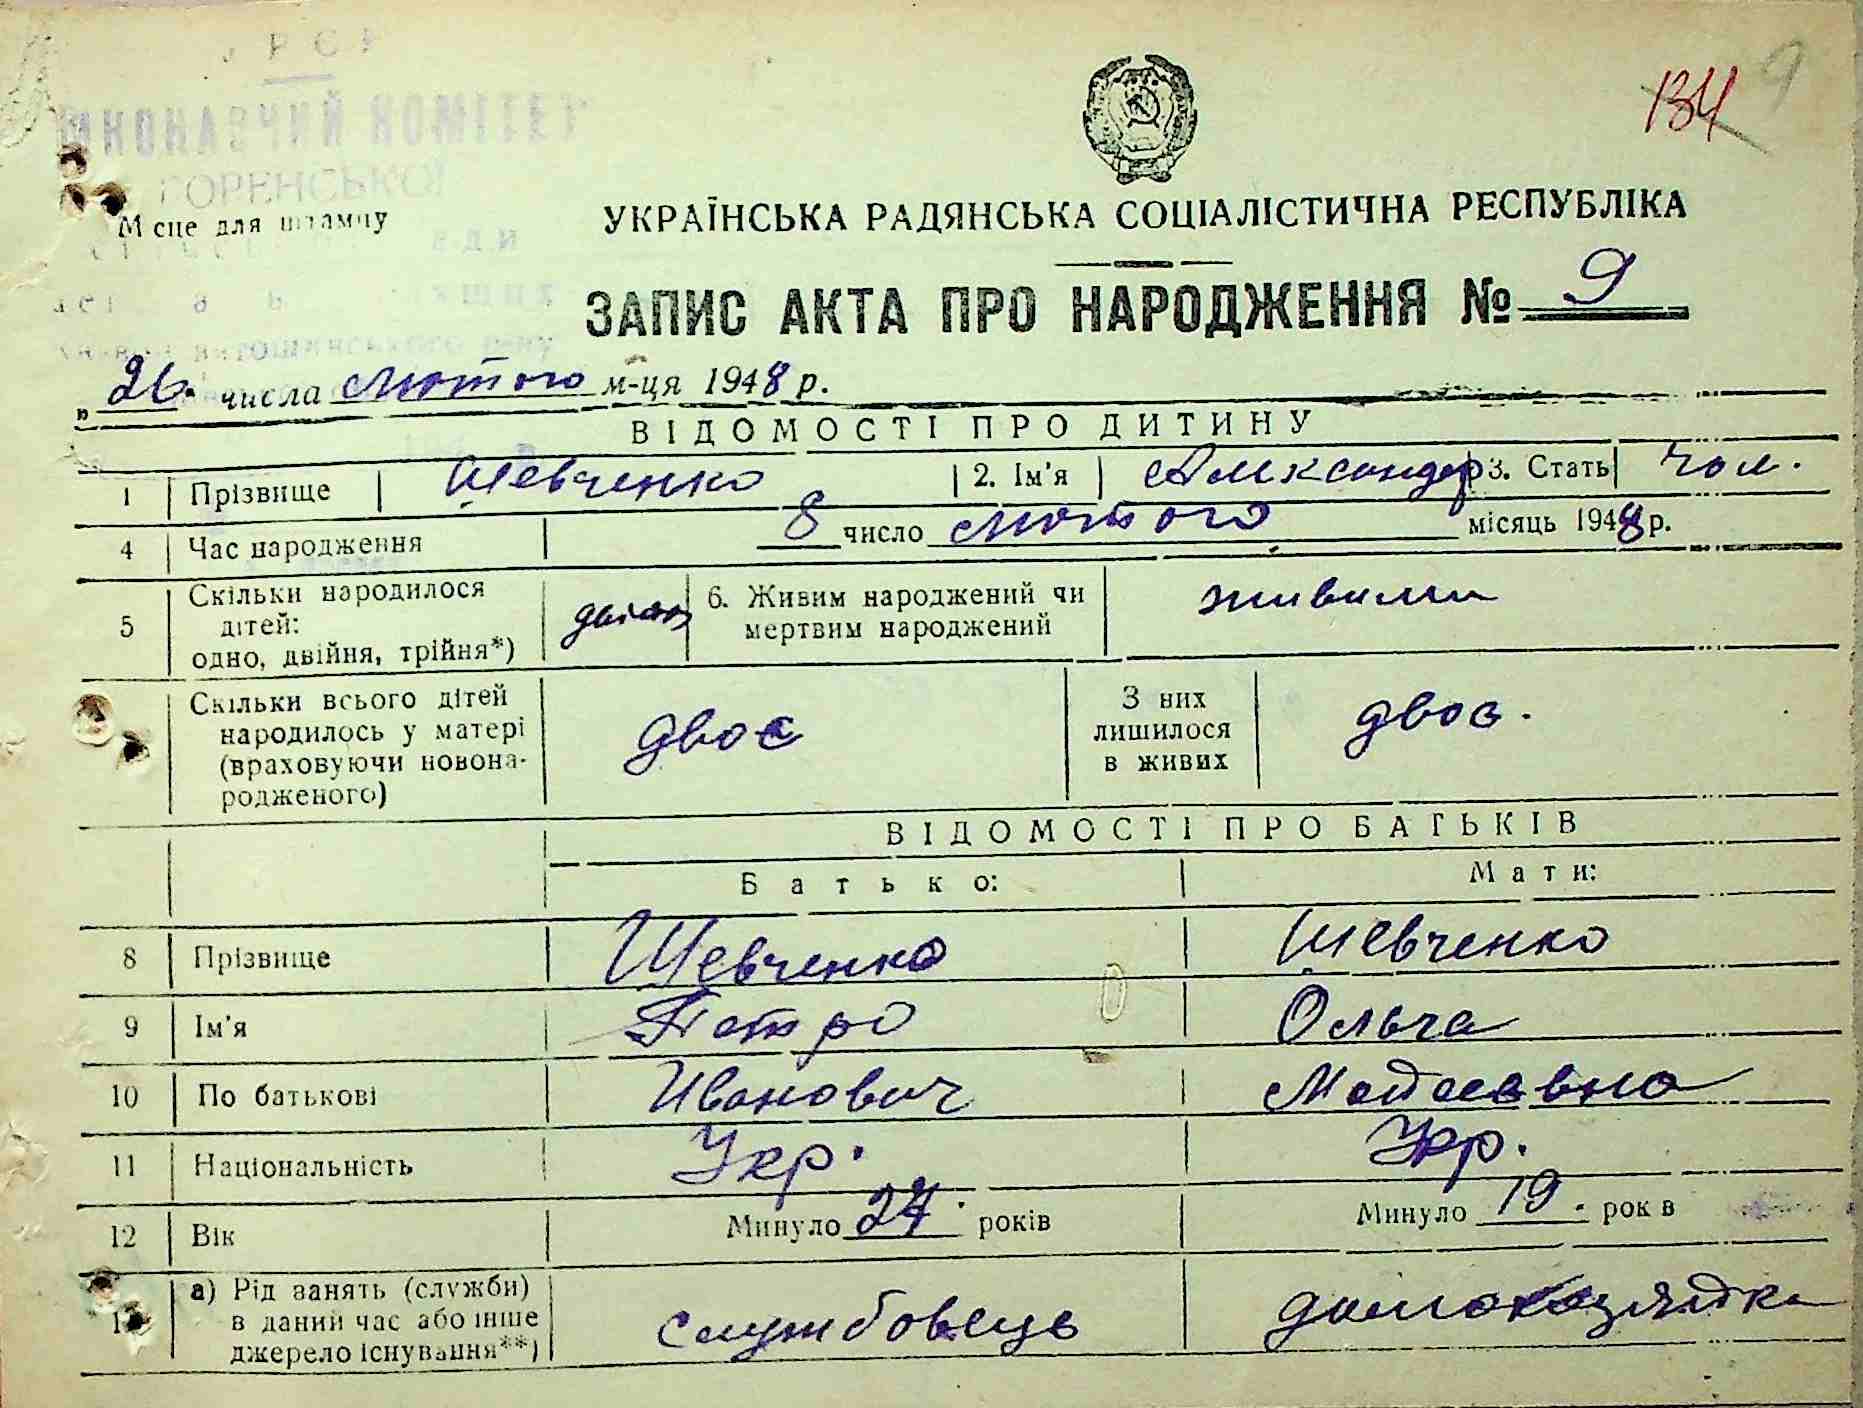 УРСР
ВИКОНАВЧИЙ КОМІТЕТ
ГОРЕНСЬКОЇ
134 9
Місце для штампу
УКРАЇНСЬКА РАДЯНСЬКА СОЦІАЛІСТИЧНА РЕСПУБЛІКА
ЗАПИС АКТА ПРО НАРОДЖЕННЯ № 9
„26" числа Лютого м-ця 1948 р.
ВІДОМОСТІ ПРО ДИТИНУ
1 Прізвище Шевченко 2. Ім'я Александер 3. Стать Чол.
4 Час народження 8 число Лютого місяць 1948 р.
5 Скільки народилося дітей: одно, двійня, трійня*) 6. Живим народжений чи мертвим народжений живими
Скільки всього дітей народилось у матері (враховуючи новонародженого) двоє З них лишилося в живих двоє.
ВІДОМОСТІ ПРО БАТЬКІВ
Батько: Мати:
8 Прізвище Шевченко Шевченко
9 Ім'я Петро Ольга
10 По батькові Иванович
11 Національність Укр. Укр.
12 Вік Минуло 27 років Минуло 19. років
а) Рід занять (служби) в даний час або інше джерело існування**) службовець домохазяйка